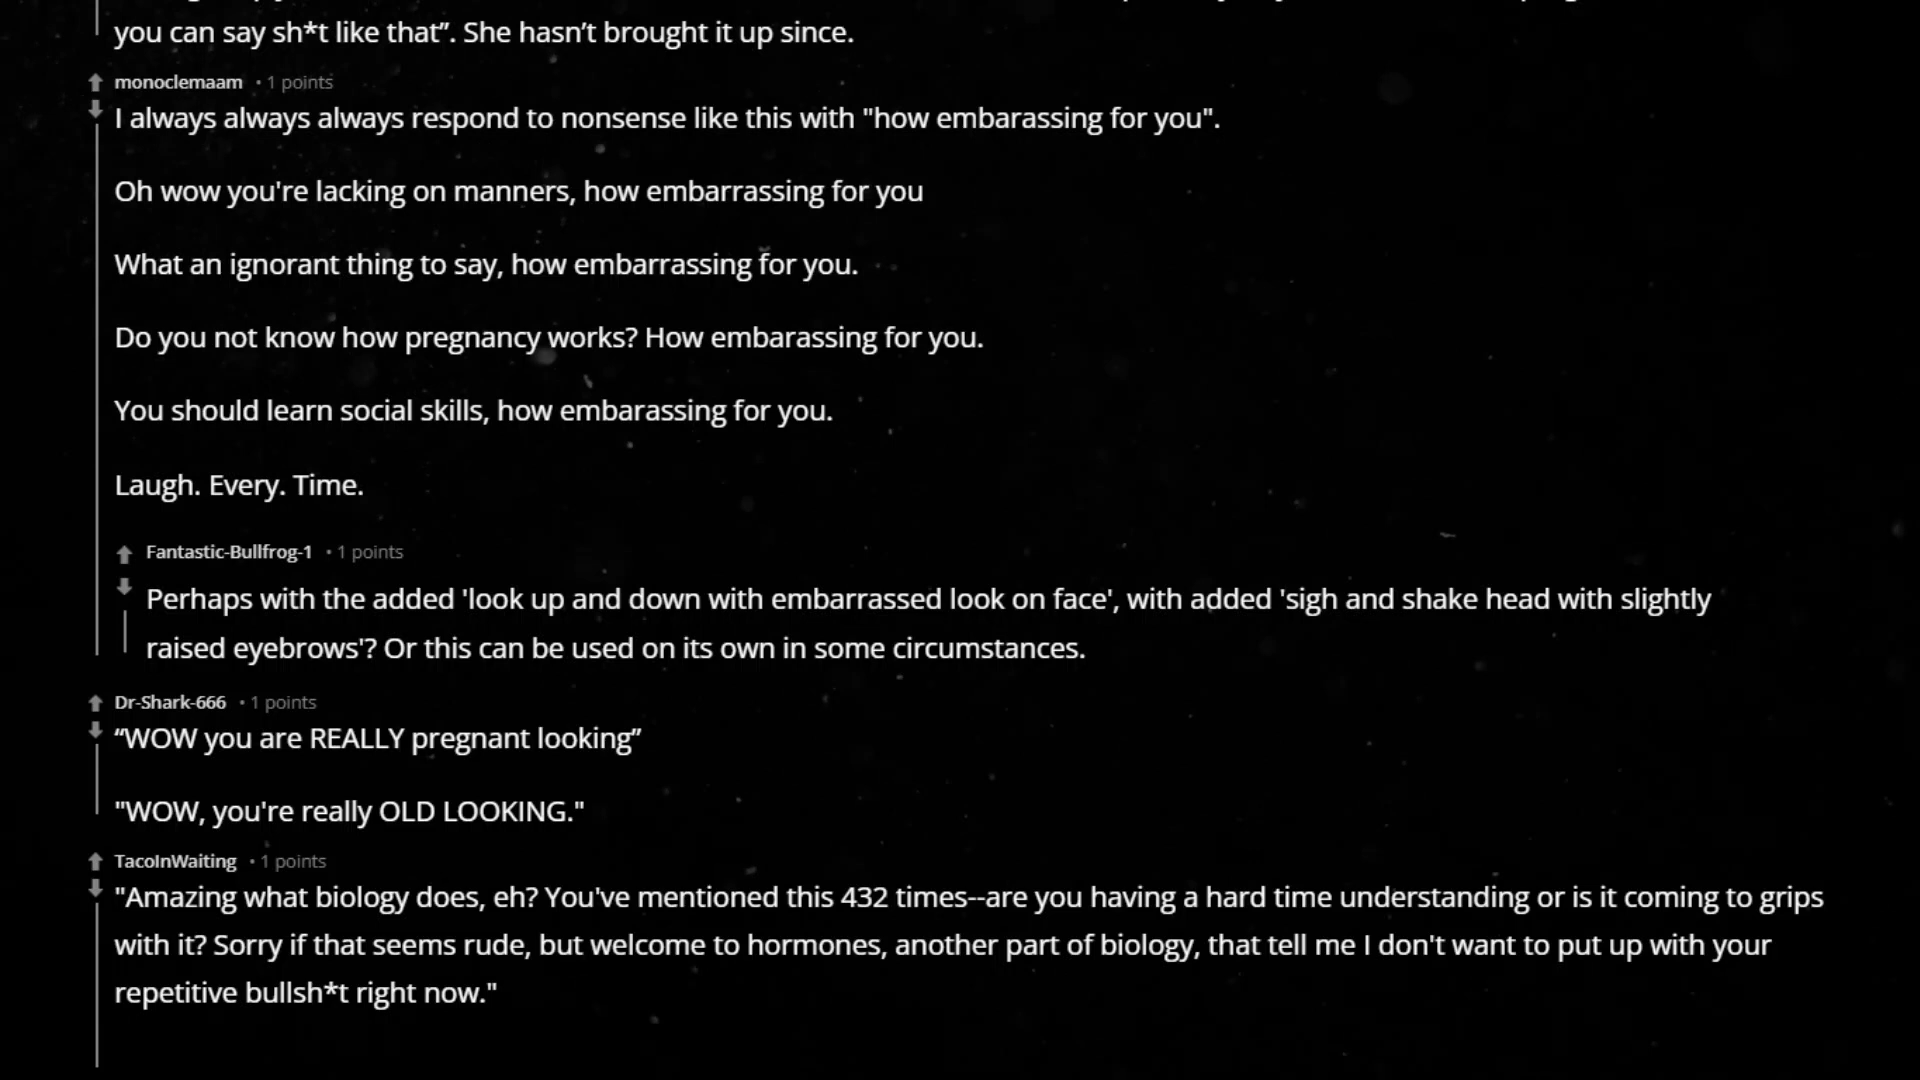 you can say sh*t like that”. She hasn’t brought it up since.
monoclemaam • 1 points
I always always always respond to nonsense like this with "how embarassing for you".
Oh wow you're lacking on manners, how embarrassing for you
What an ignorant thing to say, how embarrassing for you.
Do you not know how pregnancy works? How embarassing for you.
You should learn social skills, how embarassing for you.
Laugh. Every. Time.
Fantastic-Bullfrog-1 • 1 points
Perhaps with the added 'look up and down with embarrassed look on face', with added 'sigh and shake head with slightly
raised eyebrows'? Or this can be used on its own in some circumstances.
Dr-Shark-666 • 1 points
“WOW you are REALLY pregnant looking”
"WOW, you're really OLD LOOKING."
TacoInWaiting • 1 points
"Amazing what biology does, eh? You've mentioned this 432 times--are you having a hard time understanding or is it coming to grips
with it? Sorry if that seems rude, but welcome to hormones, another part of biology, that tell me I don't want to put up with your
repetitive bullsh*t right now."